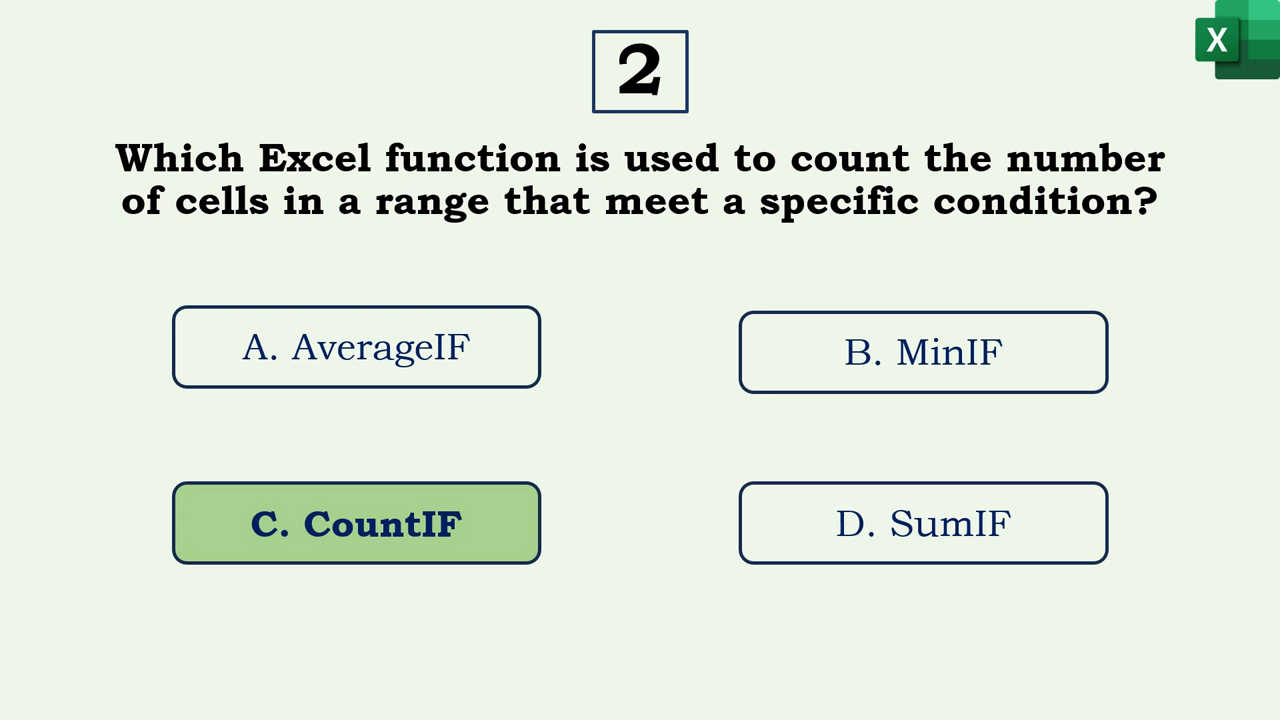 2
X
Which Excel function is used to count the number
of cells in a range that meet a specific condition?
A. AverageIF
B. MinIF
C. CountIF
D. SumIF